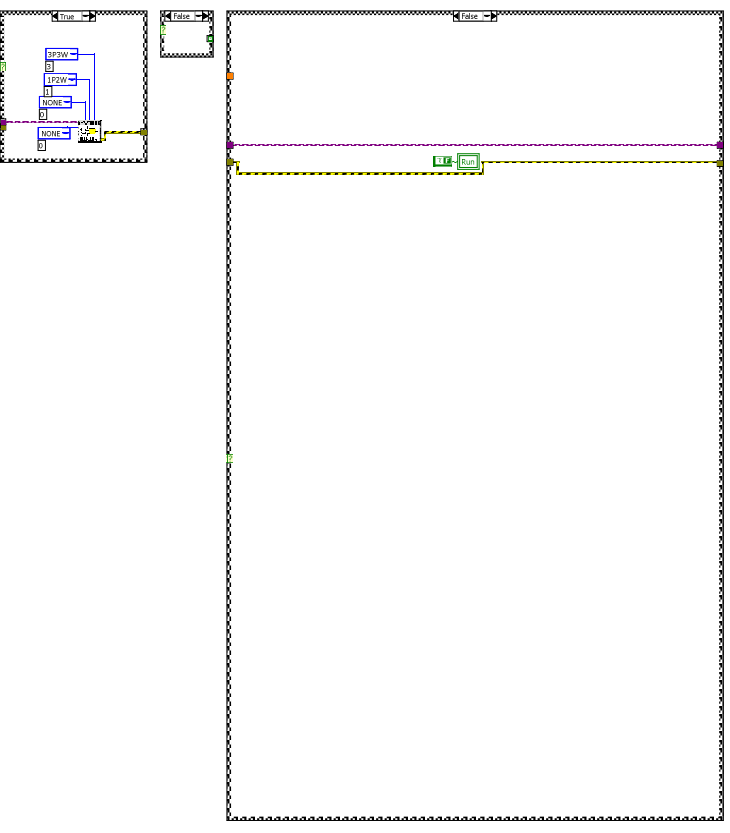 True
3P3W
3
1P2W
1
NONE
0
NONE
0
?
False
?
False
? F
Run
?